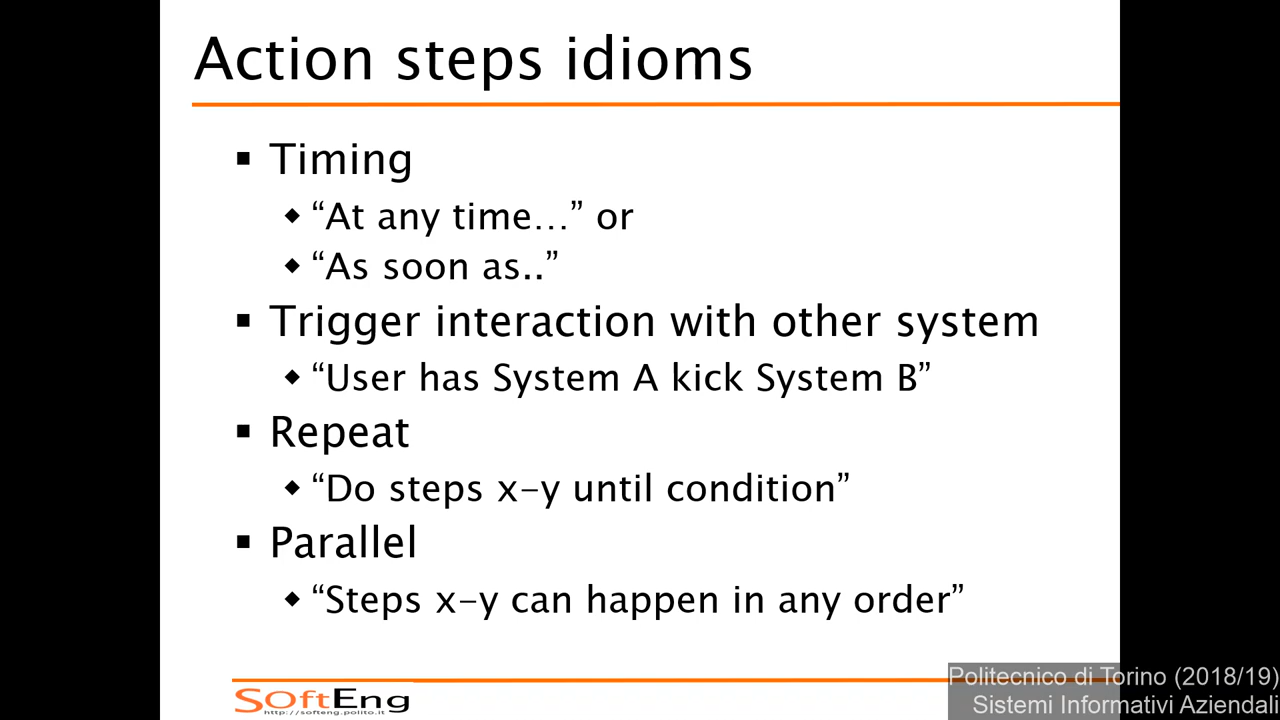 Action steps idioms
▪ Timing
◆ “At any time…” or
◆ “As soon as..”
▪ Trigger interaction with other system
◆ “User has System A kick System B”
▪ Repeat
◆ “Do steps x–y until condition”
▪ Parallel
◆ “Steps x–y can happen in any order”
SoftEng
http://softeng.polito.it
Politecnico di Torino (2018/19)
Sistemi Informativi Aziendali